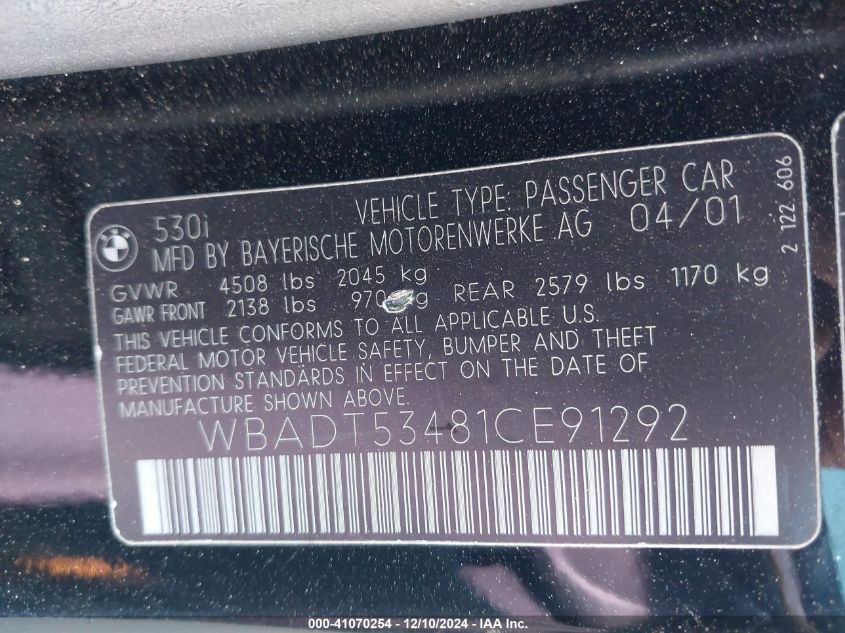 530i VEHICLE TYPE: PASSENGER CAR
MFD BY BAYERISCHE MOTORENWERKE AG 04/01
GVWR 4508 lbs 2045 kg
GAWR FRONT 2138 lbs 970 kg REAR 2579 lbs 1170 kg
THIS VEHICLE CONFORMS TO ALL APPLICABLE U.S.
FEDERAL MOTOR VEHICLE SAFETY, BUMPER AND THEFT
PREVENTION STANDARDS IN EFFECT ON THE DATE OF
MANUFACTURE SHOWN ABOVE.
WBADT53481CE91292
2 122 606
000-41070254 - 12/10/2024 - IAA Inc.